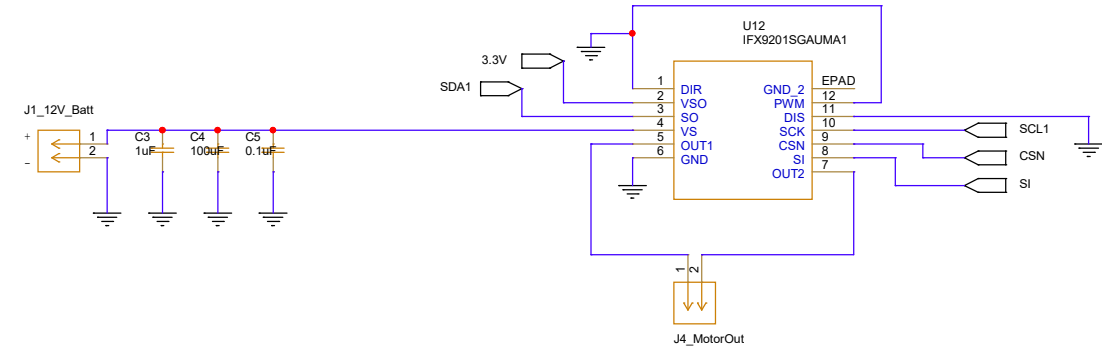 U12
IFX9201SGAUMA1
3.3V
SDA1
1
2
3
4
5
6
DIR
VSO
SO
VS
OUT1
GND
GND_2
PWM
DIS
SCK
CSN
SI
OUT2
EPAD
12
11
10
9
8
7
SCL1
CSN
SI
J1_12V_Batt
+
1
2
−
C3
1uF
C4
100uF
C5
0.1uF
1
2
J4_MotorOut